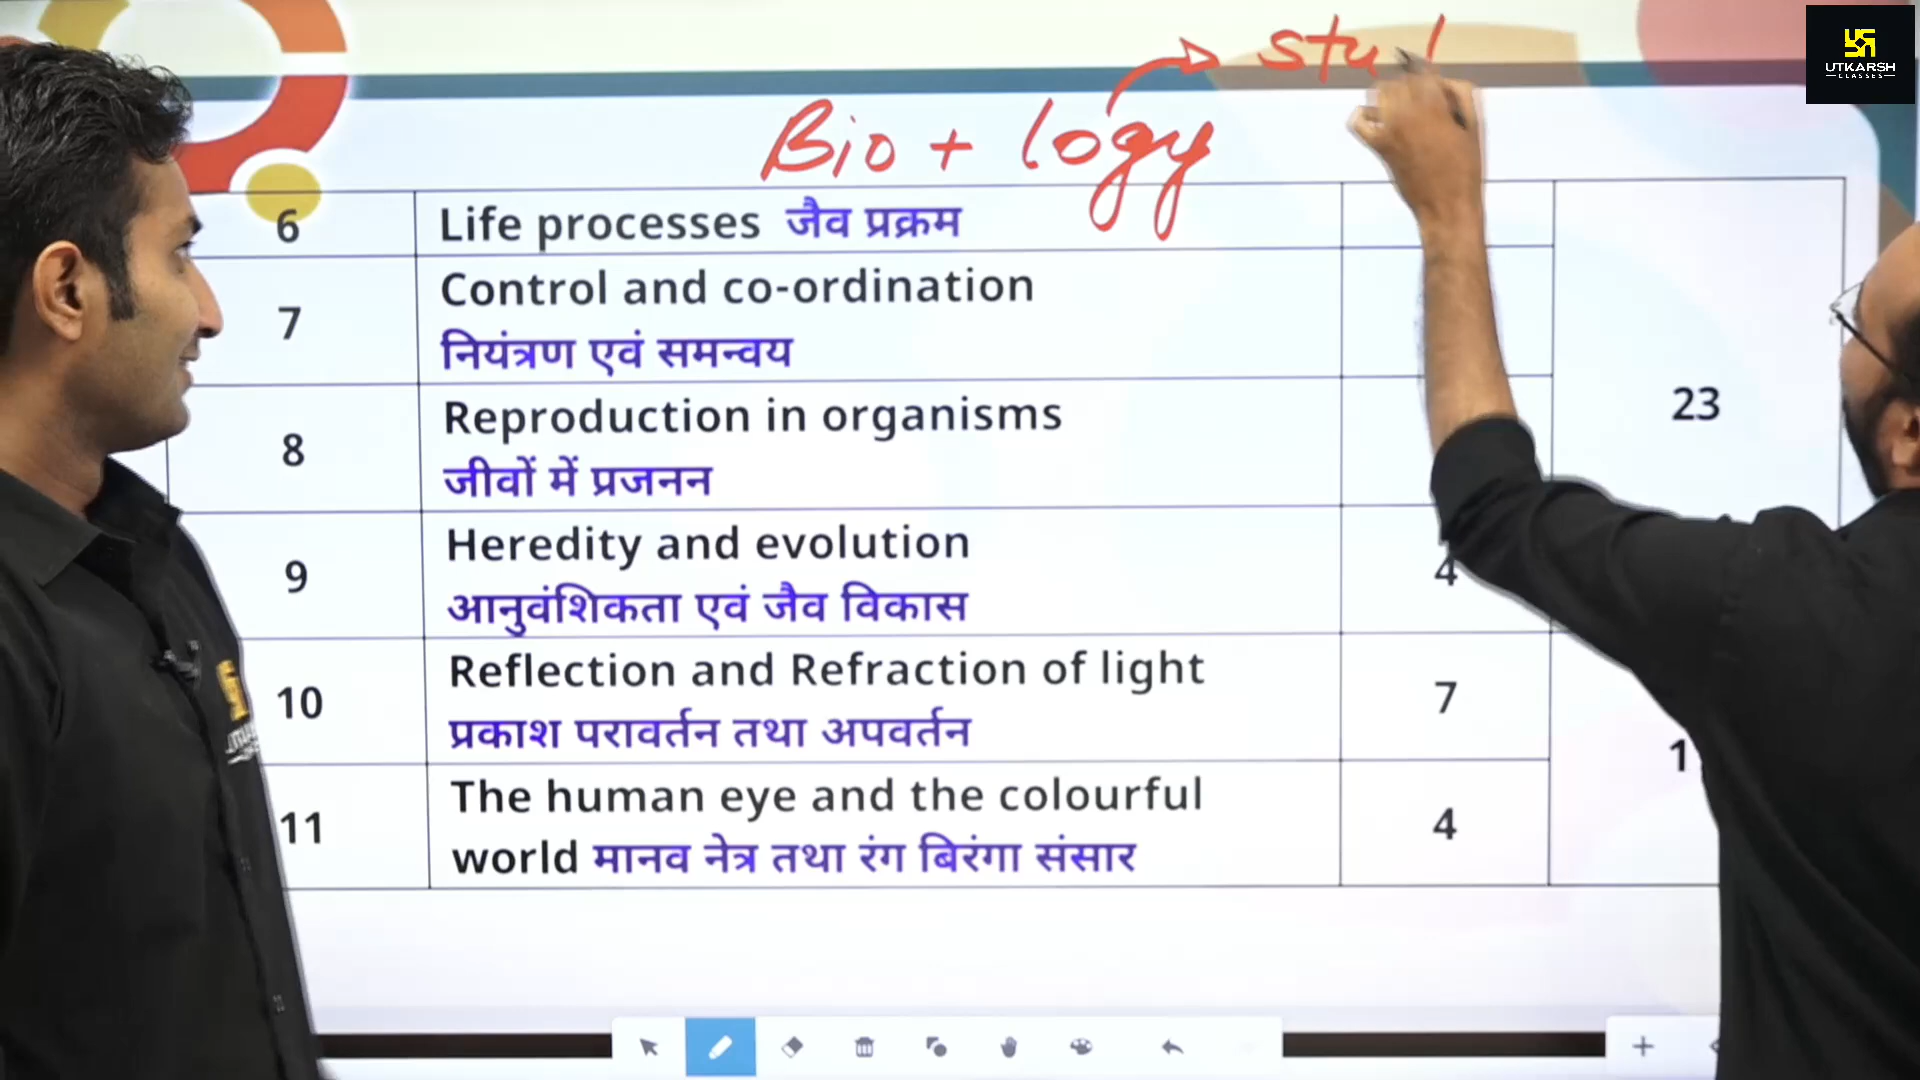 stu
UTKARSH
CLASSES
Bio + logy
6 Life processes जैव प्रक्रम
7 Control and co-ordination
नियंत्रण एवं समन्वय
8 Reproduction in organisms
जीवों में प्रजनन
23
9 Heredity and evolution 4
आनुवंशिकता एवं जैव विकास
10 Reflection and Refraction of light 7
प्रकाश परावर्तन तथा अपवर्तन
1
11 The human eye and the colourful 4
world मानव नेत्र तथा रंग बिरंगा संसार